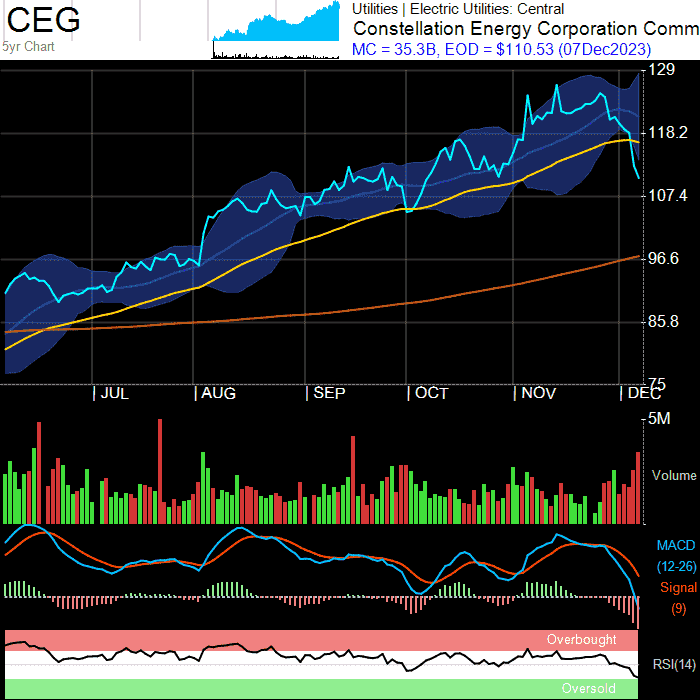 CEG
5yr Chart
Utilities | Electric Utilities: Central
Constellation Energy Corporation Comm
MC = 35.3B, EOD = $110.53 (07Dec2023)
129
118.2
107.4
96.6
85.8
75
| JUL | AUG | SEP | OCT | NOV | DEC
5M
Volume
MACD
(12-26)
Signal
(9)
Overbought
RSI(14)
Oversold